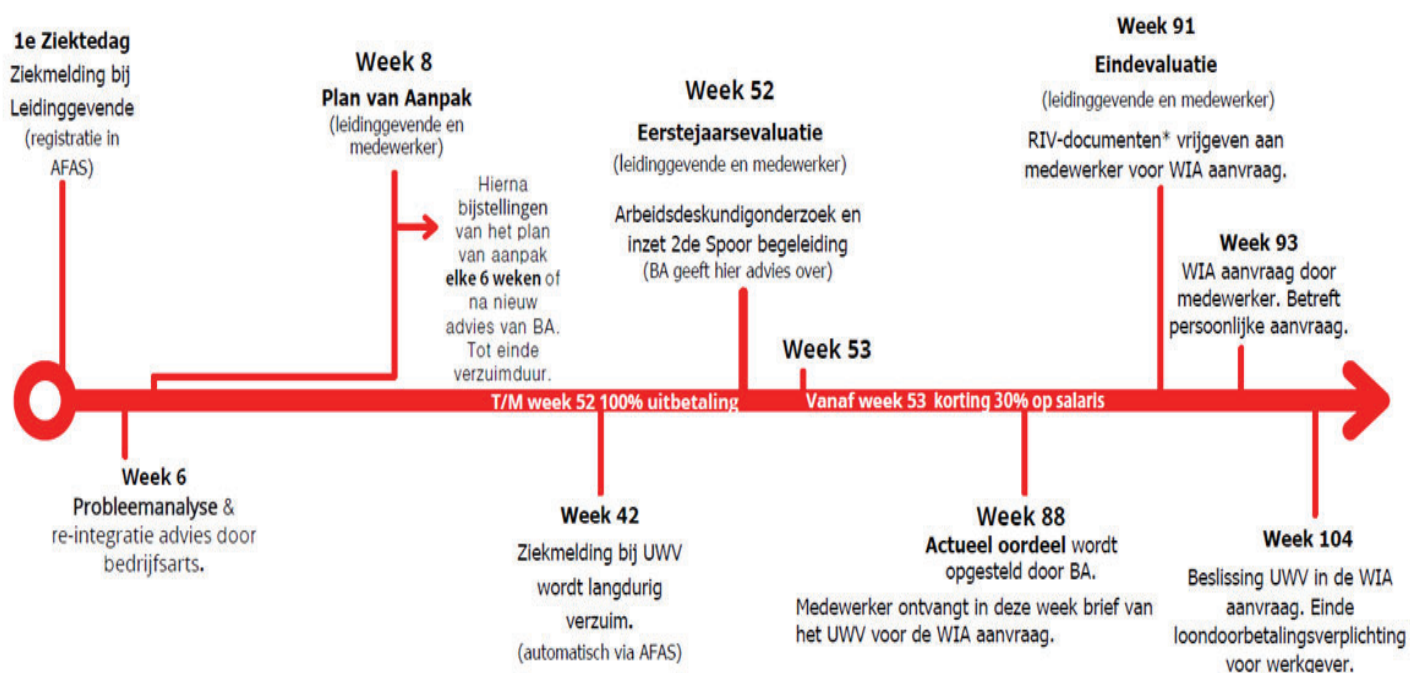 1e Ziektedag
Ziekmelding bij
Leidinggevende
(registratie in
AFAS)
Week 8
Plan van Aanpak
(leidinggevende en
medewerker)
Hierna
bijstellingen
van het plan
van aanpak
elke 6 weken of
na nieuw
advies van BA.
Tot einde
verzuimduur.
Week 52
Eerstejaarsevaluatie
(leidinggevende en medewerker)
Arbeidsdeskundigonderzoek en
inzet 2de Spoor begeleiding
(BA geeft hier advies over)
Week 53
Week 91
Eindevaluatie
(leidinggevende en medewerker)
RIV-documenten* vrijgeven aan
medewerker voor WIA aanvraag.
Week 93
WIA aanvraag door
medewerker. Betreft
persoonlijke aanvraag.
T/M week 52 100% uitbetaling
Vanaf week 53 korting 30% op salaris
Week 6
Probleemanalyse &
re-integratie advies door
bedrijfsarts.
Week 42
Ziekmelding bij UWV
wordt langdurig
verzuim.
(automatisch via AFAS)
Week 88
Actueel oordeel wordt
opgesteld door BA.
Medewerker ontvangt in deze week brief van
het UWV voor de WIA aanvraag.
Week 104
Beslissing UWV in de WIA
aanvraag. Einde
loondoorbetalingsverplichting
voor werkgever.